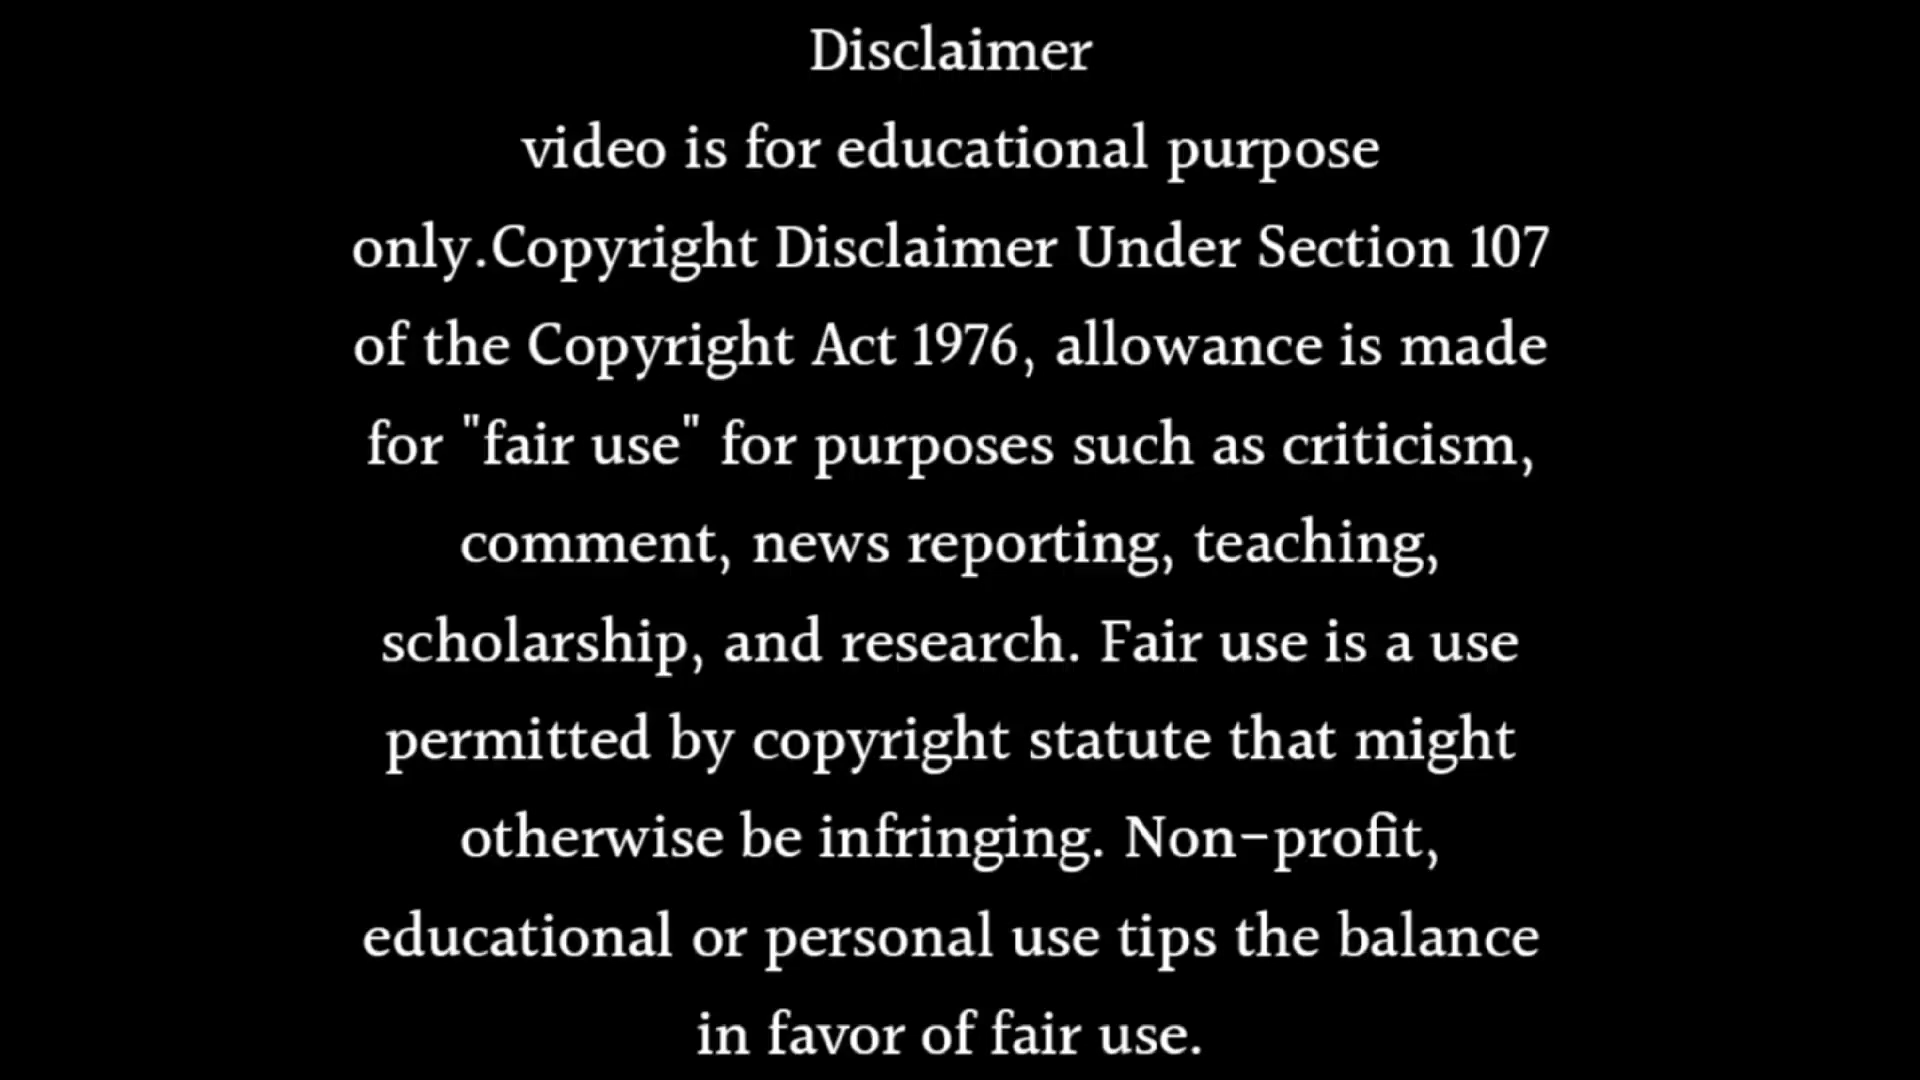 Disclaimer
video is for educational purpose
only.Copyright Disclaimer Under Section 107
of the Copyright Act 1976, allowance is made
for "fair use" for purposes such as criticism,
comment, news reporting, teaching,
scholarship, and research. Fair use is a use
permitted by copyright statute that might
otherwise be infringing. Non-profit,
educational or personal use tips the balance
in favor of fair use.